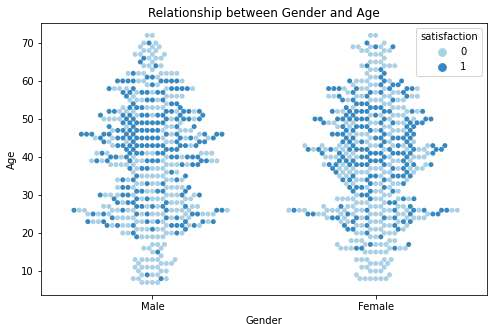 Relationship between Gender and Age
satisfaction
0
1
70
60
50
40
30
20
10
Age
Male
Female
Gender